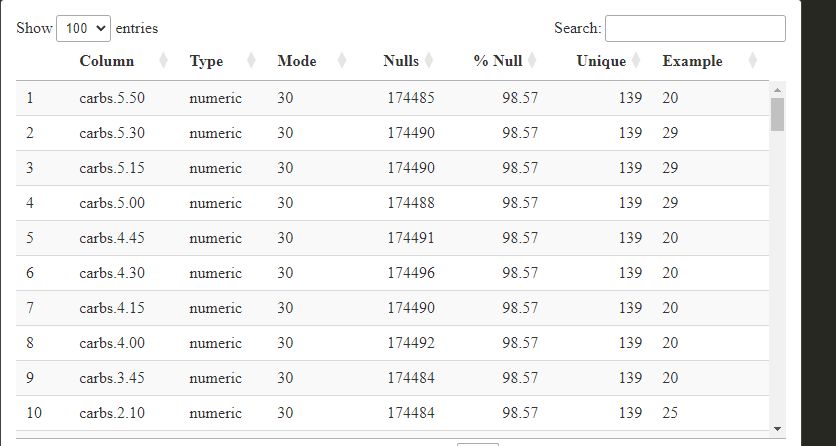 Show 100 entries Search:
Column Type Mode Nulls % Null Unique Example
1 carbs.5.50 numeric 30 174485 98.57 139 20
2 carbs.5.30 numeric 30 174490 98.57 139 29
3 carbs.5.15 numeric 30 174490 98.57 139 29
4 carbs.5.00 numeric 30 174488 98.57 139 29
5 carbs.4.45 numeric 30 174491 98.57 139 20
6 carbs.4.30 numeric 30 174496 98.57 139 20
7 carbs.4.15 numeric 30 174490 98.57 139 20
8 carbs.4.00 numeric 30 174492 98.57 139 20
9 carbs.3.45 numeric 30 174484 98.57 139 20
10 carbs.2.10 numeric 30 174484 98.57 139 25